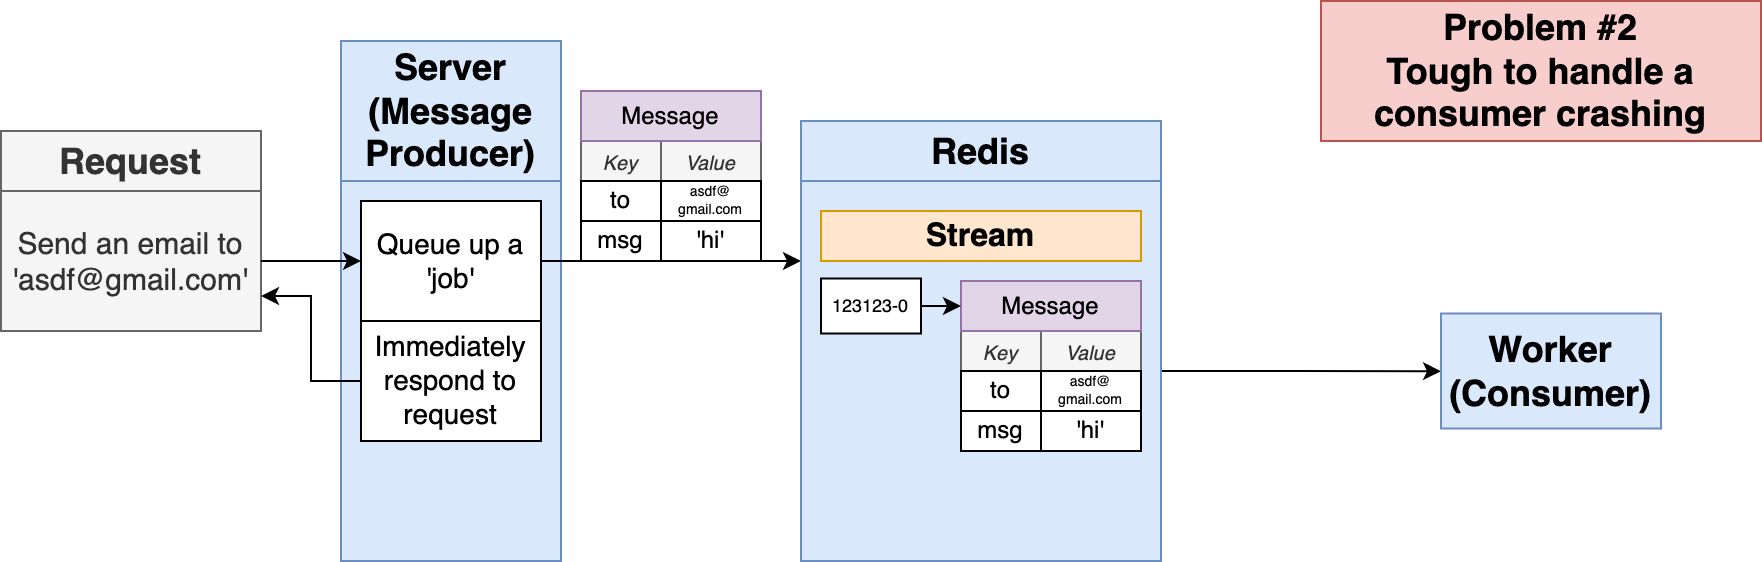 Request
Send an email to
'asdf@gmail.com'
Server
(Message
Producer)
Queue up a
'job'
Immediately
respond to
request
Message
Key Value
to asdf@
gmail.com
msg 'hi'
Redis
Stream
123123-0
Message
Key Value
to asdf@
gmail.com
msg 'hi'
Problem #2
Tough to handle a
consumer crashing
Worker
(Consumer)